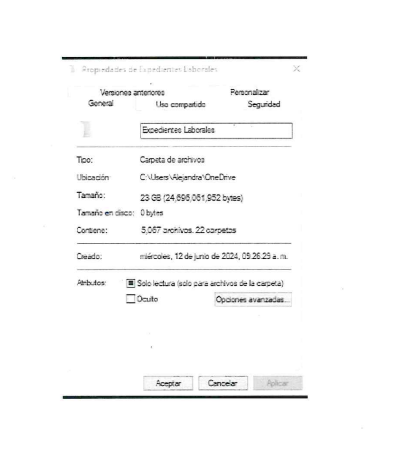 Propiedades de Expedientes Laborales
Versiones anteriores Personalizar
General Uso compartido Seguridad
Expedientes Laborales
Tipo: Carpeta de archivos
Ubicación: C:\Users\Alejandra\OneDrive
Tamaño: 23 GB (24,696,061,952 bytes)
Tamaño en disco: 0 bytes
Contiene: 5,067 archivos, 22 carpetas
Creado: miércoles, 12 de junio de 2024, 09:26:29 a. m.
Atributos: Solo lectura (solo para archivos de la carpeta)
Oculto Opciones avanzadas...
Aceptar Cancelar Aplicar